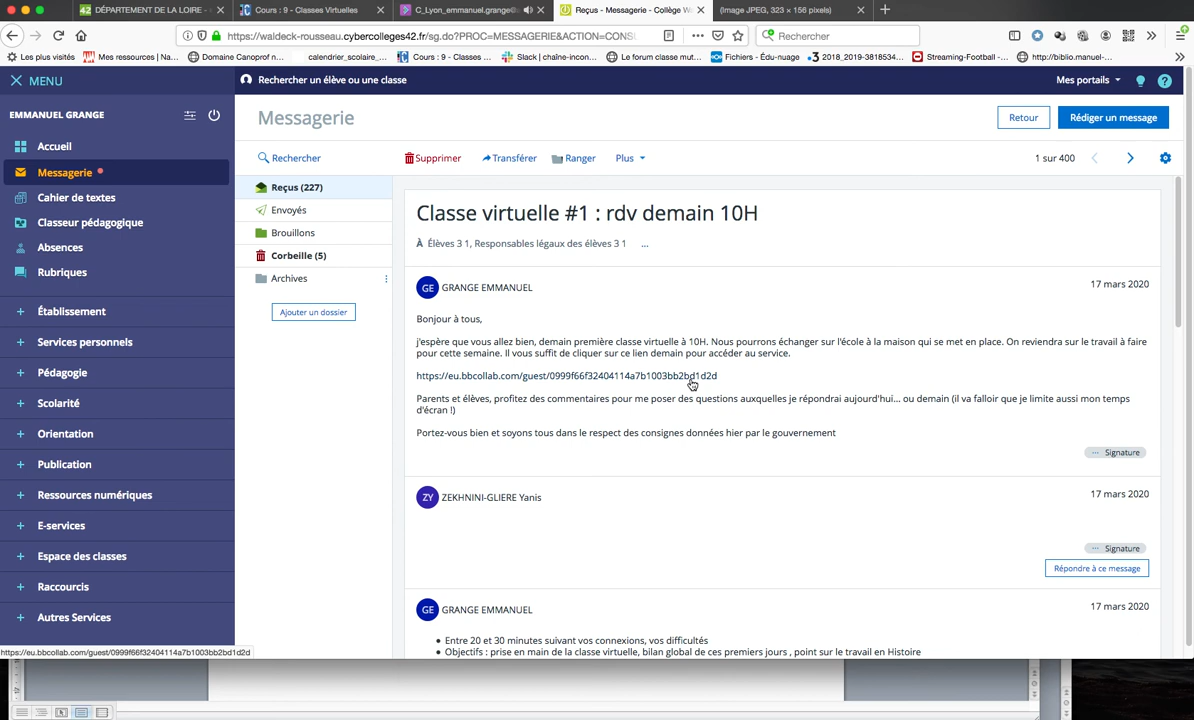 42 DÉPARTEMENT DE LA LOIRE -
Cours : 9 - Classes Virtuelles
C_Lyon_emmanuel.grange@
Reçus - Messagerie - Collège W
(Image JPEG, 323 × 156 pixels)
https://waldeck-rousseau.cybercolleges42.fr/sg.do?PROC=MESSAGERIE&ACTION=CONSU
Rechercher
Les plus visités
Mes ressources | Na...
Domaine Canoprof n...
calendrier_scolaire_...
Cours : 9 - Classes ...
Slack | chaîne-incon...
Le forum classe mut...
Fichiers - Édu-nuage
2018_2019-3818534...
Streaming-Football -...
http://biblio.manuel-...
MENU
Rechercher un élève ou une classe
Mes portails
EMMANUEL GRANGE
Accueil
Messagerie
Cahier de textes
Classeur pédagogique
Absences
Rubriques
Établissement
Services personnels
Pédagogie
Scolarité
Orientation
Publication
Ressources numériques
E-services
Espace des classes
Raccourcis
Autres Services
Messagerie
Retour
Rédiger un message
Rechercher
Supprimer
Transférer
Ranger
Plus
1 sur 400
Reçus (227)
Envoyés
Brouillons
Corbeille (5)
Archives
Ajouter un dossier
Classe virtuelle #1 : rdv demain 10H
À Élèves 3 1, Responsables légaux des élèves 3 1 ...
GE GRANGE EMMANUEL
17 mars 2020
Bonjour à tous,
j'espère que vous allez bien, demain première classe virtuelle à 10H. Nous pourrons échanger sur l'école à la maison qui se met en place. On reviendra sur le travail à faire
pour cette semaine. Il vous suffit de cliquer sur ce lien demain pour accéder au service.
https://eu.bbcollab.com/guest/0999f66f32404114a7b1003bb2bd1d2d
Parents et élèves, profitez des commentaires pour me poser des questions auxquelles je répondrai aujourd'hui... ou demain (il va falloir que je limite aussi mon temps
d'écran !)
Portez-vous bien et soyons tous dans le respect des consignes données hier par le gouvernement
... Signature
ZY ZEKHNINI-GLIERE Yanis
17 mars 2020
... Signature
Répondre à ce message
GE GRANGE EMMANUEL
17 mars 2020
• Entre 20 et 30 minutes suivant vos connexions, vos difficultés
• Objectifs : prise en main de la classe virtuelle, bilan global de ces premiers jours , point sur le travail en Histoire
https://eu.bbcollab.com/guest/0999f66f32404114a7b1003bb2bd1d2d